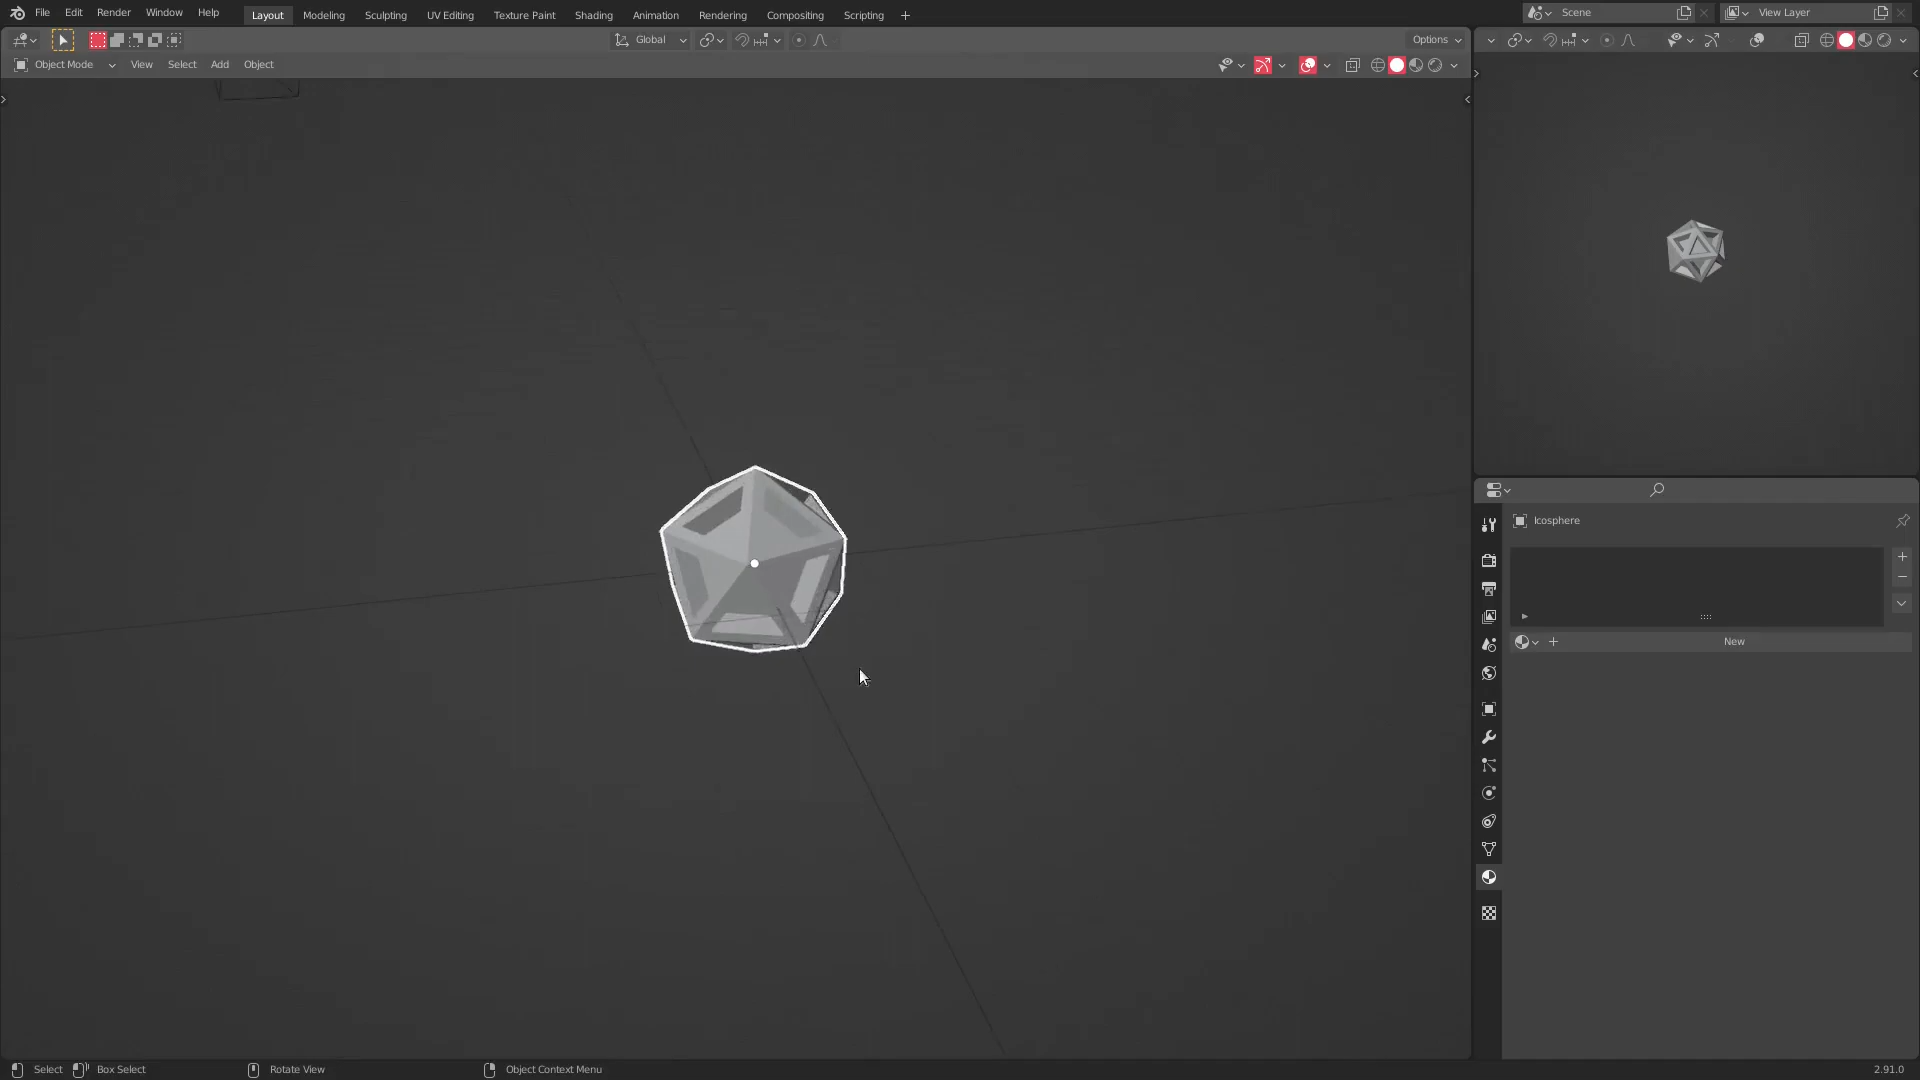 File Edit Render Window Help Layout Modeling Sculpting UV Editing Texture Paint Shading Animation Rendering Compositing Scripting Scene View Layer
Global Options
Object Mode View Select Add Object
Icosphere
New
Select Box Select Rotate View Object Context Menu 2.91.0